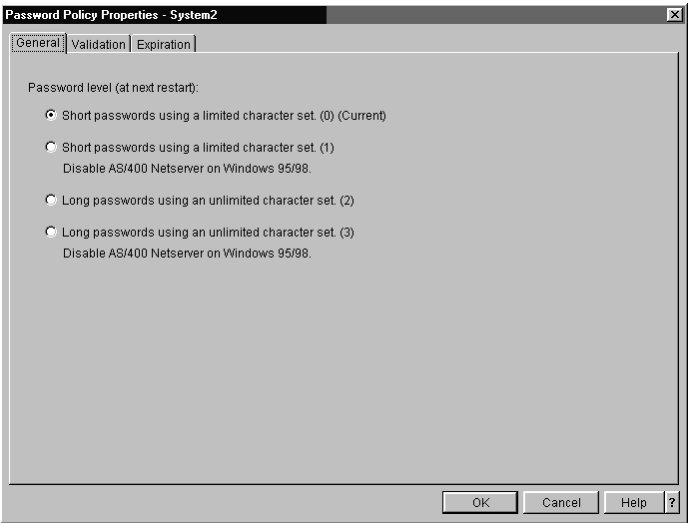 Password Policy Properties - System2
General Validation Expiration
Password level (at next restart):
Short passwords using a limited character set. (0) (Current)
Short passwords using a limited character set. (1)
Disable AS/400 Netserver on Windows 95/98.
Long passwords using an unlimited character set. (2)
Long passwords using an unlimited character set. (3)
Disable AS/400 Netserver on Windows 95/98.
OK Cancel Help ?